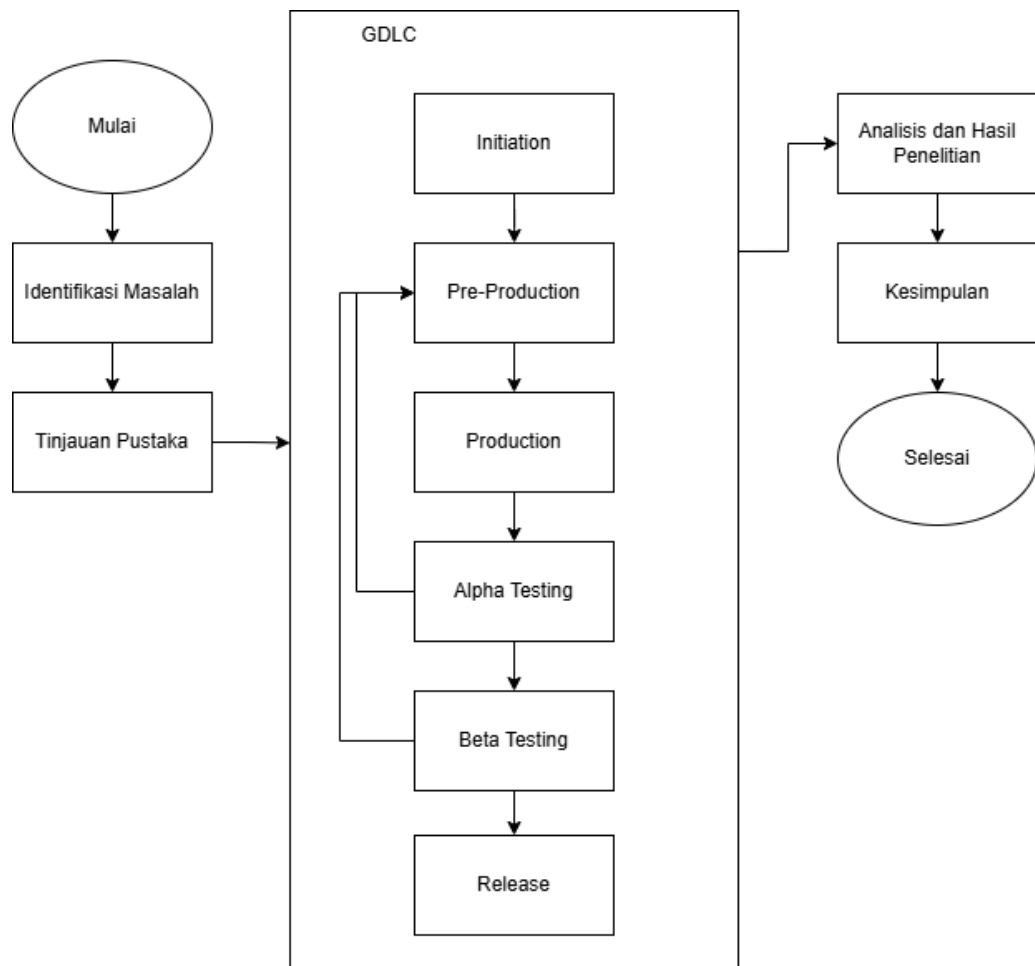 Mulai
Identifikasi Masalah
Tinjauan Pustaka
GDLC
Initiation
Pre-Production
Production
Alpha Testing
Beta Testing
Release
Analisis dan Hasil
Penelitian
Kesimpulan
Selesai